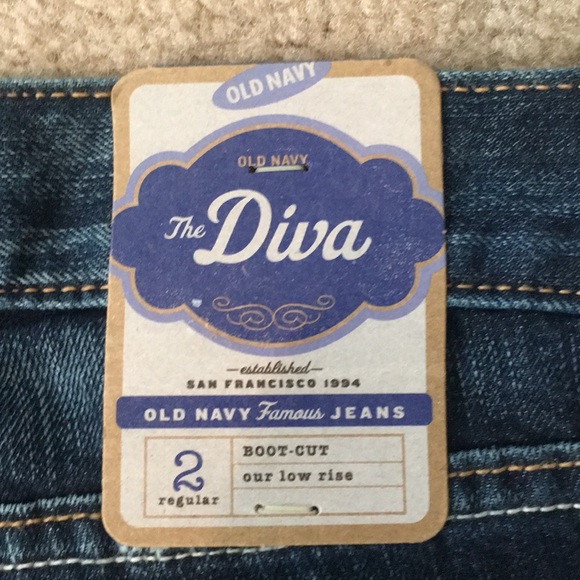 OLD NAVY
OLD NAVY
The Diva
—established—
SAN FRANCISCO 1994
OLD NAVY Famous JEANS
2
regular
BOOT-CUT
our low rise